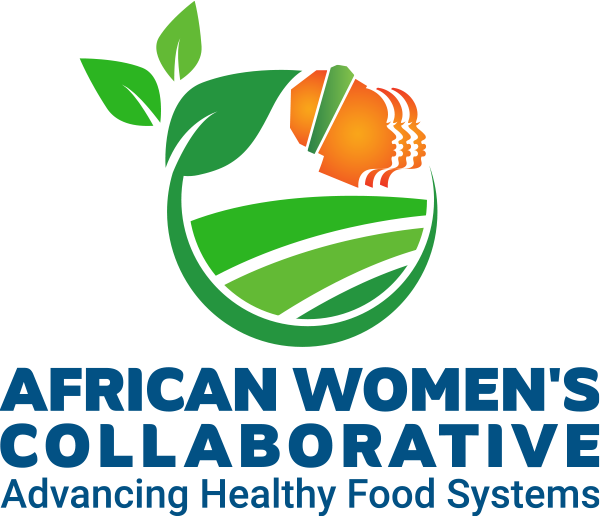 AFRICAN WOMEN'S
COLLABORATIVE
Advancing Healthy Food Systems